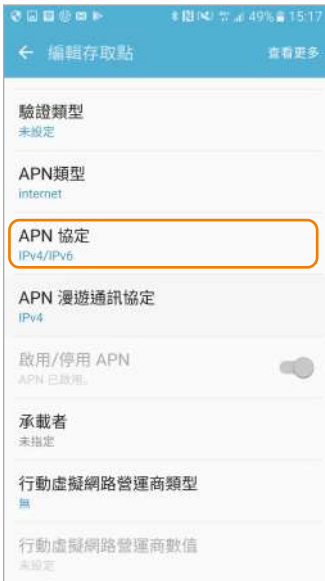 49% 15:17
編輯存取點
查看更多
驗證類型
未設定
APN類型
internet
APN 協定
IPv4/IPv6
APN 漫遊通訊協定
IPv4
啟用/停用 APN
APN 已啟用。
承載者
未指定
行動虛擬網路營運商類型
無
行動虛擬網路營運商數值
未設定